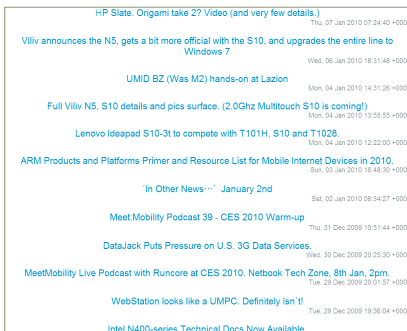 HP Slate. Origami take 2? Video (and very few details.)
Thu, 07 Jan 2010 07:24:40 +000
Viliv announces the N5, gets a bit more official with the S10, and upgrades the entire line to
Windows 7
Wed, 06 Jan 2010 18:31:48 +000
UMID BZ (Was M2) hands-on at Lazion
Mon, 04 Jan 2010 14:31:26 +000
Full Viliv N5, S10 details and pics surface. (2.0Ghz Multitouch S10 is coming!)
Mon, 04 Jan 2010 13:55:55 +000
Lenovo Ideapad S10-3t to compete with T101H, S10 and T1028.
Mon, 04 Jan 2010 12:22:00 +000
ARM Products and Platforms Primer and Resource List for Mobile Internet Devices in 2010.
Sun, 03 Jan 2010 16:48:30 +000
`In Other News…´ January 2nd
Sat, 02 Jan 2010 08:34:27 +000
Meet:Mobility Podcast 39 - CES 2010 Warm-up
Thu, 31 Dec 2009 10:51:44 +000
DataJack Puts Pressure on U.S. 3G Data Services.
Wed, 30 Dec 2009 20:25:30 +000
MeetMobility Live Podcast with Runcore at CES 2010. Netbook Tech Zone, 8th Jan, 2pm.
Tue, 29 Dec 2009 20:01:57 +000
WebStation looks like a UMPC. Definitely Isn´t!
Tue, 29 Dec 2009 19:36:04 +000
Intel N400-series Technical Docs Now Available